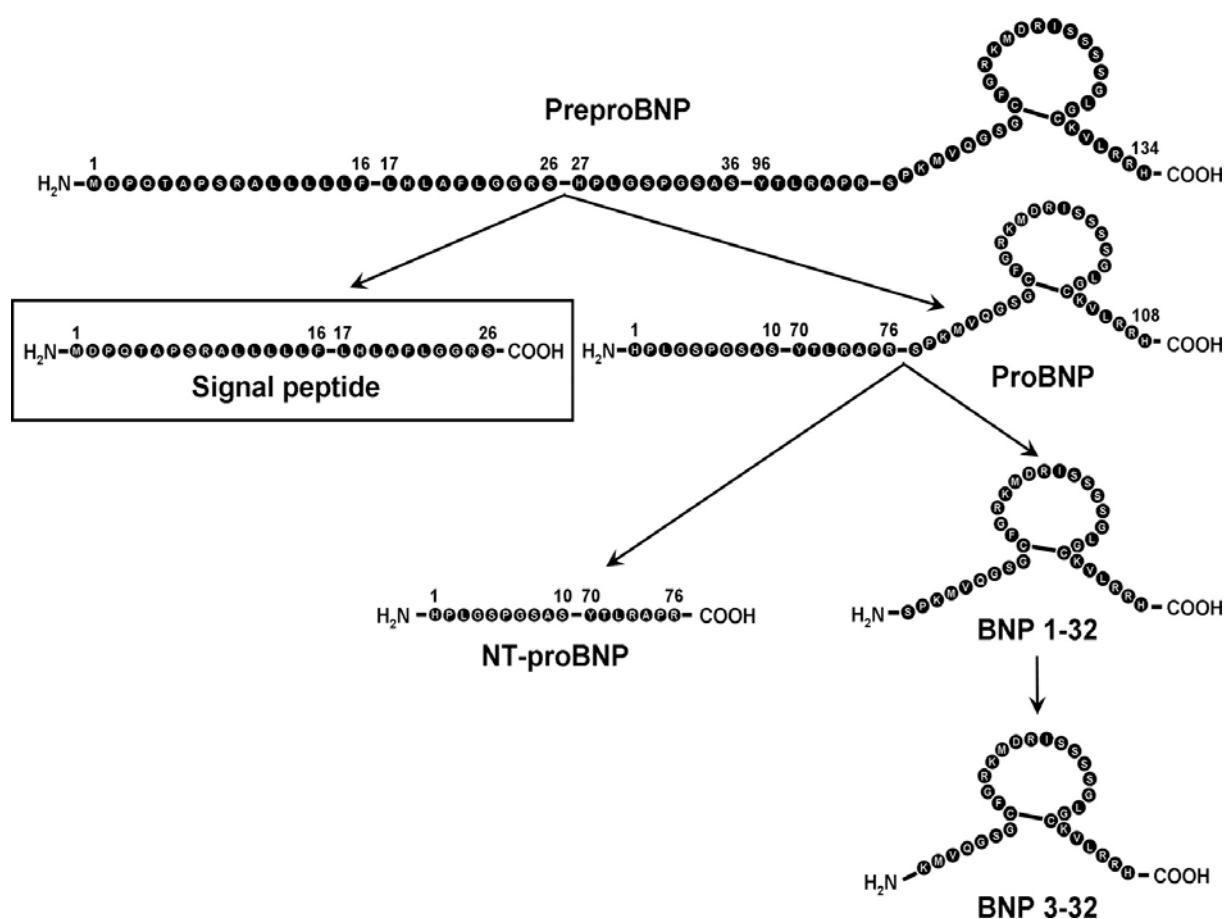 PreproBNP
1 16 17 26 27 36 96 134
H₂N–MDPQTAPSRALLLLLF–LHLAFLGGRS–HPLGSPGSAS–YTLRAPR–SPKMVQGSGCFGRKMDRISSSSGLGCKVLRRH–COOH
1 16 17 26
H₂N–MDPQTAPSRALLLLLF–LHLAFLGGRS–COOH
Signal peptide
1 10 70 76 108
H₂N–HPLGSPGSAS–YTLRAPR–SPKMVQGSGCFGRKMDRISSSSGLGCKVLRRH–COOH
ProBNP
1 10 70 76
H₂N–HPLGSPGSAS–YTLRAPR–COOH
NT-proBNP
H₂N–SPKMVQGSGCFGRKMDRISSSSGLGCKVLRRH–COOH
BNP 1-32
H₂N–KMVQGSGCFGRKMDRISSSSGLGCKVLRRH–COOH
BNP 3-32